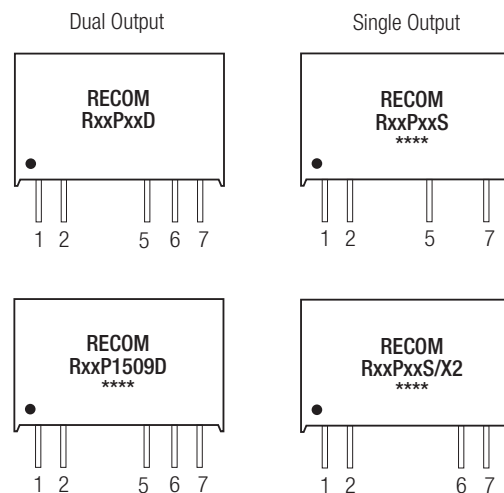 Dual Output
Single Output
RECOM
RxxPxxD
1 2 5 6 7
RECOM
RxxPxxS
****
1 2 5 7
RECOM
RxxP1509D
****
1 2 5 6 7
RECOM
RxxPxxS/X2
****
1 2 6 7